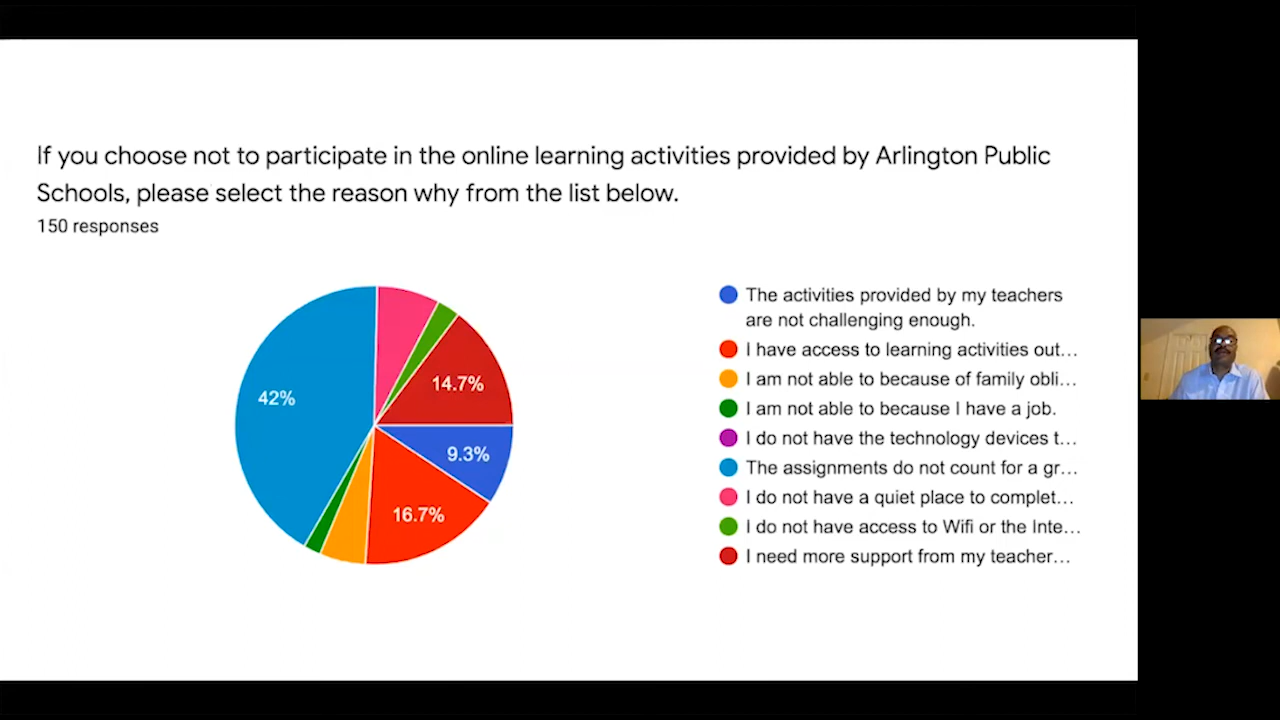 If you choose not to participate in the online learning activities provided by Arlington Public
Schools, please select the reason why from the list below.
150 responses
42%
14.7%
9.3%
16.7%
The activities provided by my teachers
are not challenging enough.
I have access to learning activities out...
I am not able to because of family obli...
I am not able to because I have a job.
I do not have the technology devices t...
The assignments do not count for a gr...
I do not have a quiet place to complet...
I do not have access to Wifi or the Inte...
I need more support from my teacher...